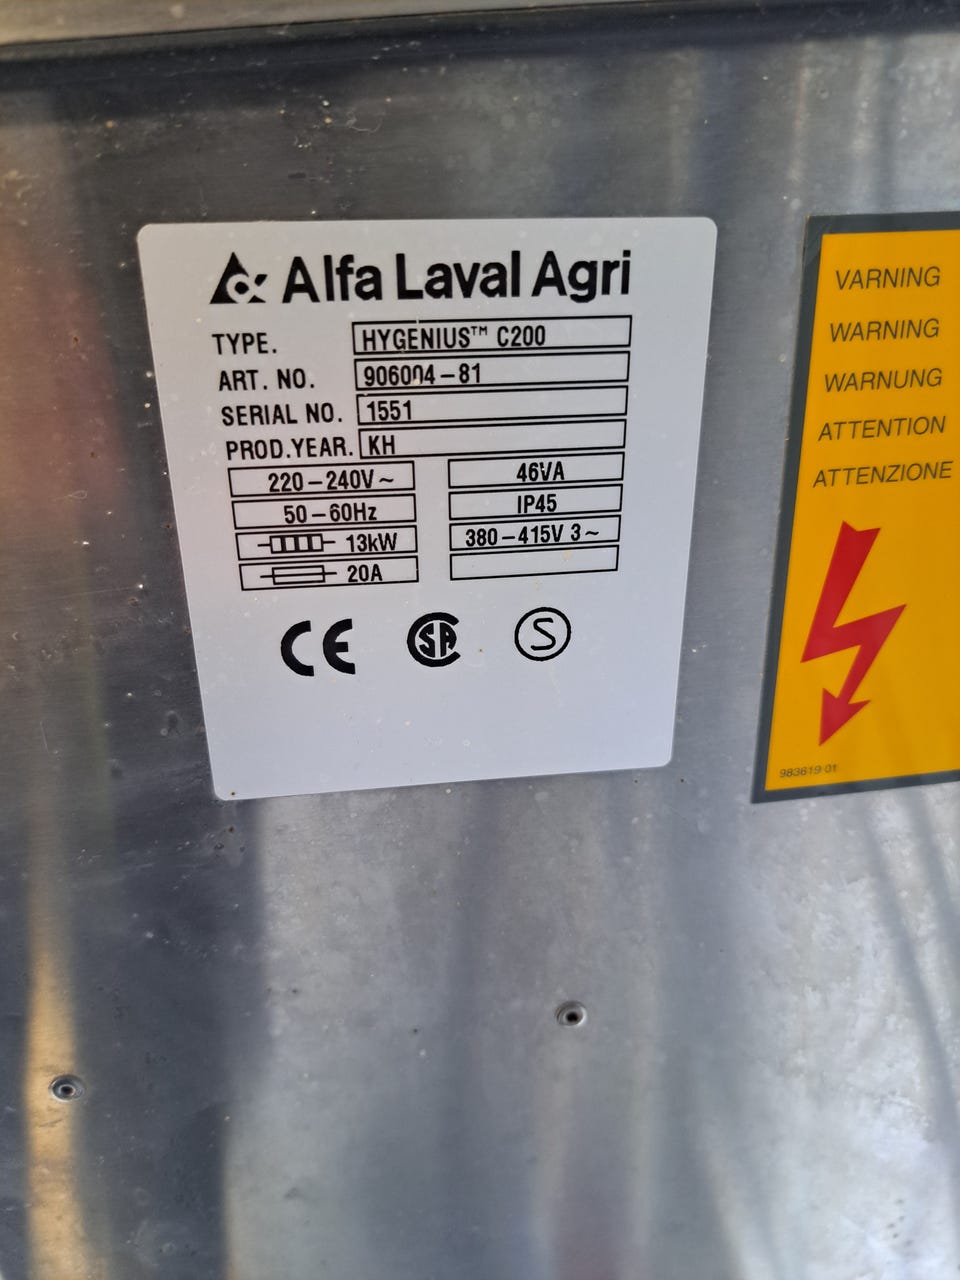 Alfa Laval Agri
TYPE. HYGENIUS™ C200
ART. NO. 906004-81
SERIAL NO. 1551
PROD.YEAR. KH
220-240V~ 46VA
50-60Hz IP45
13kW 380-415V 3~
20A
CE SA S
VARNING
WARNING
WARNUNG
ATTENTION
ATTENZIONE
983619 01